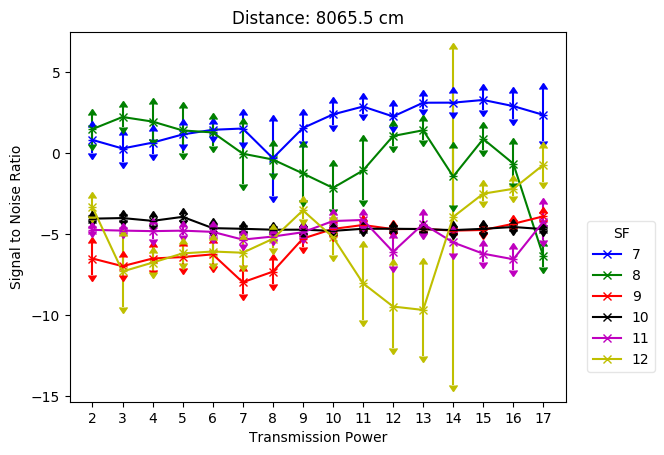 Distance: 8065.5 cm
Signal to Noise Ratio
5
0
−5
−10
−15
2 3 4 5 6 7 8 9 10 11 12 13 14 15 16 17
Transmission Power
SF
7
8
9
10
11
12